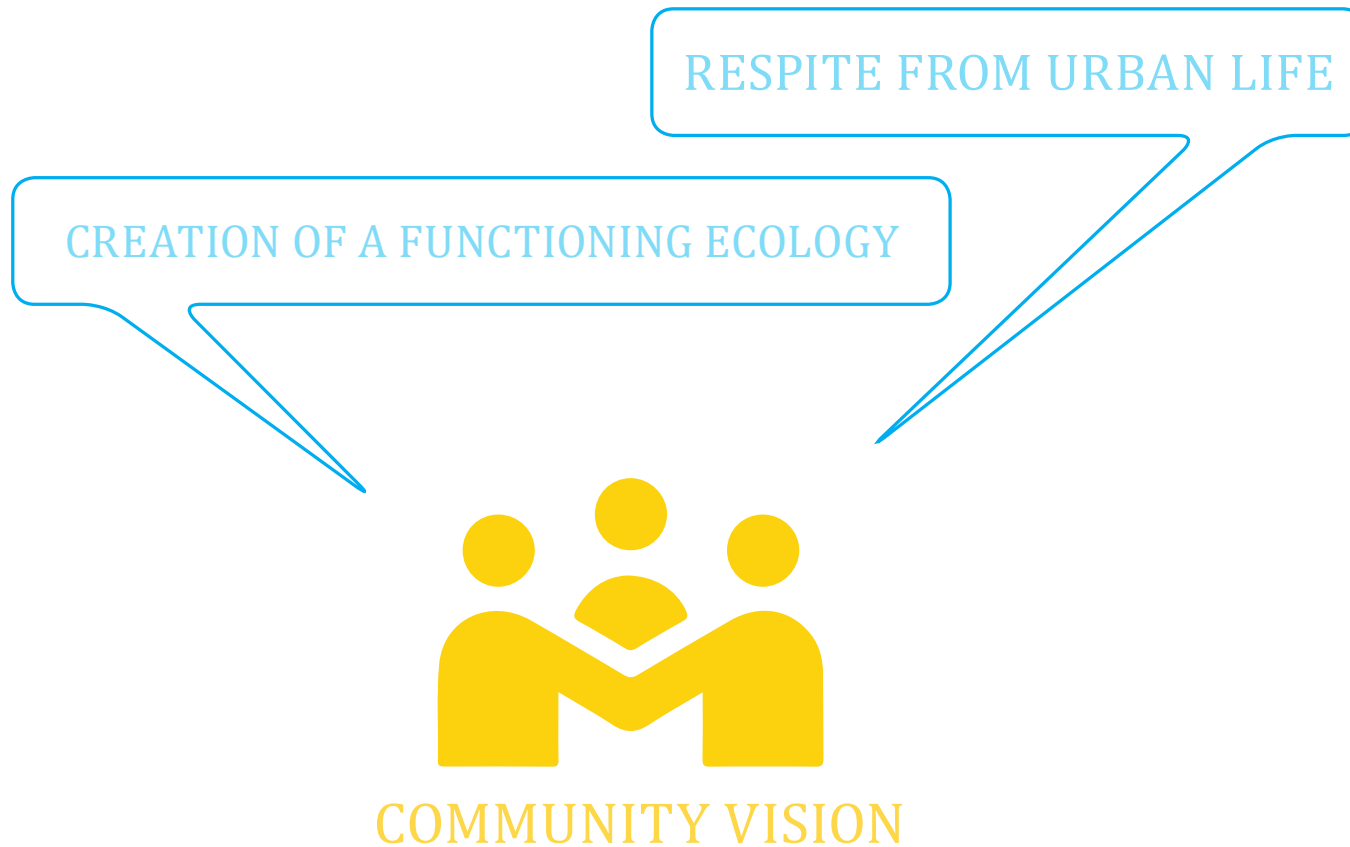 RESPITE FROM URBAN LIFE
CREATION OF A FUNCTIONING ECOLOGY
COMMUNITY VISION